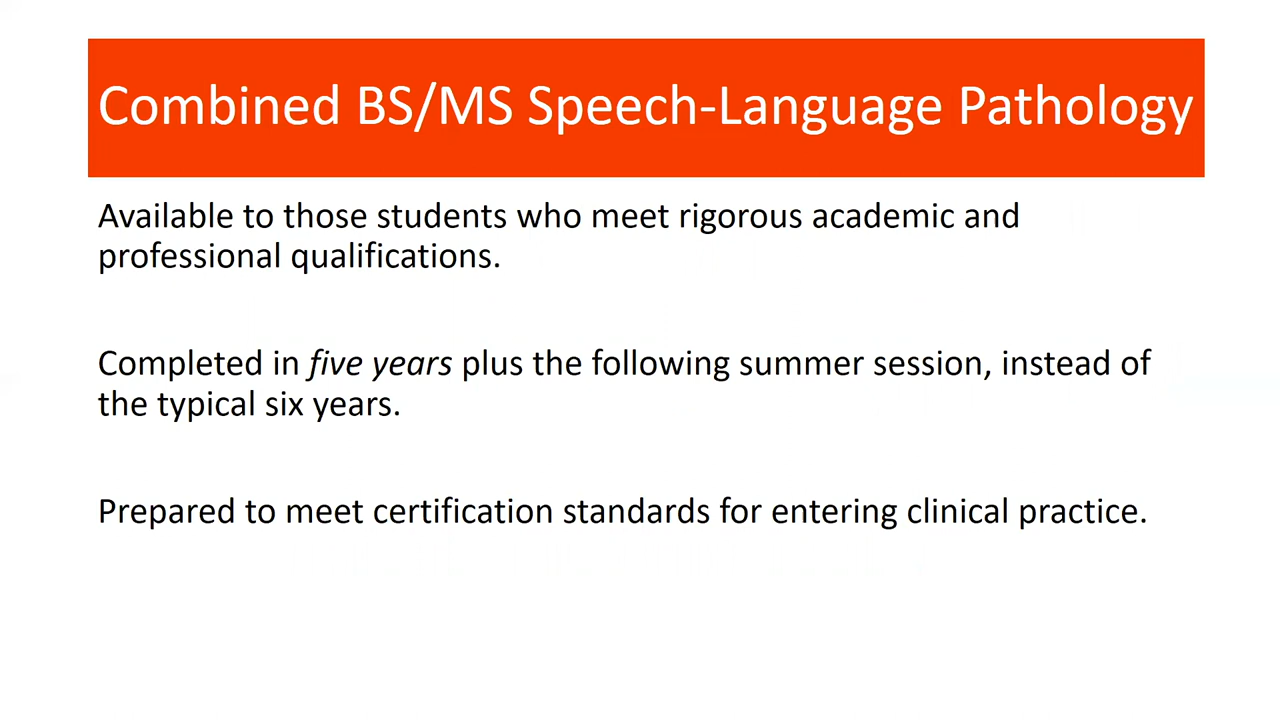 Combined BS/MS Speech-Language Pathology
Available to those students who meet rigorous academic and
professional qualifications.
Completed in five years plus the following summer session, instead of
the typical six years.
Prepared to meet certification standards for entering clinical practice.